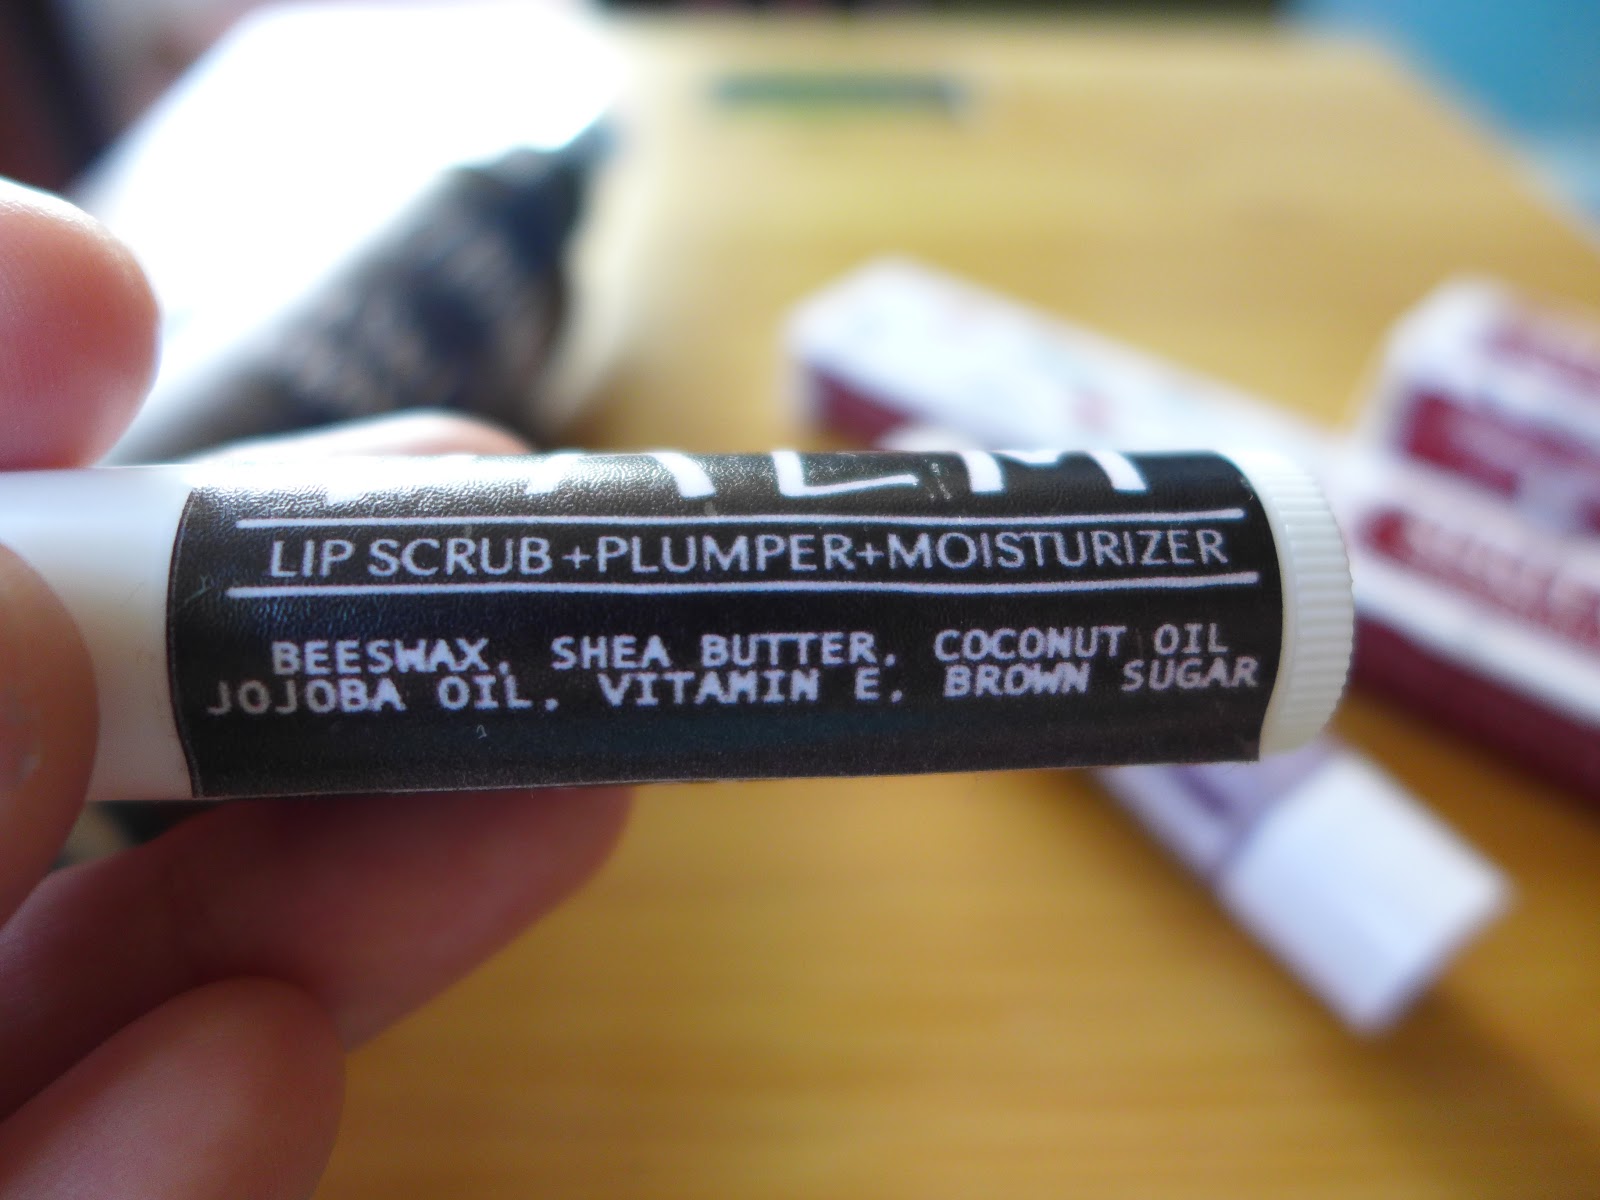 LIP SCRUB+PLUMPER+MOISTURIZER
BEESWAX, SHEA BUTTER, COCONUT OIL
JOJOBA OIL, VITAMIN E, BROWN SUGAR